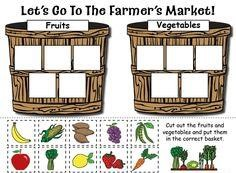 Let's Go To The Farmer's Market!
Fruits
Vegetables
Cut out the fruits and
vegetables and put them
in the correct basket.